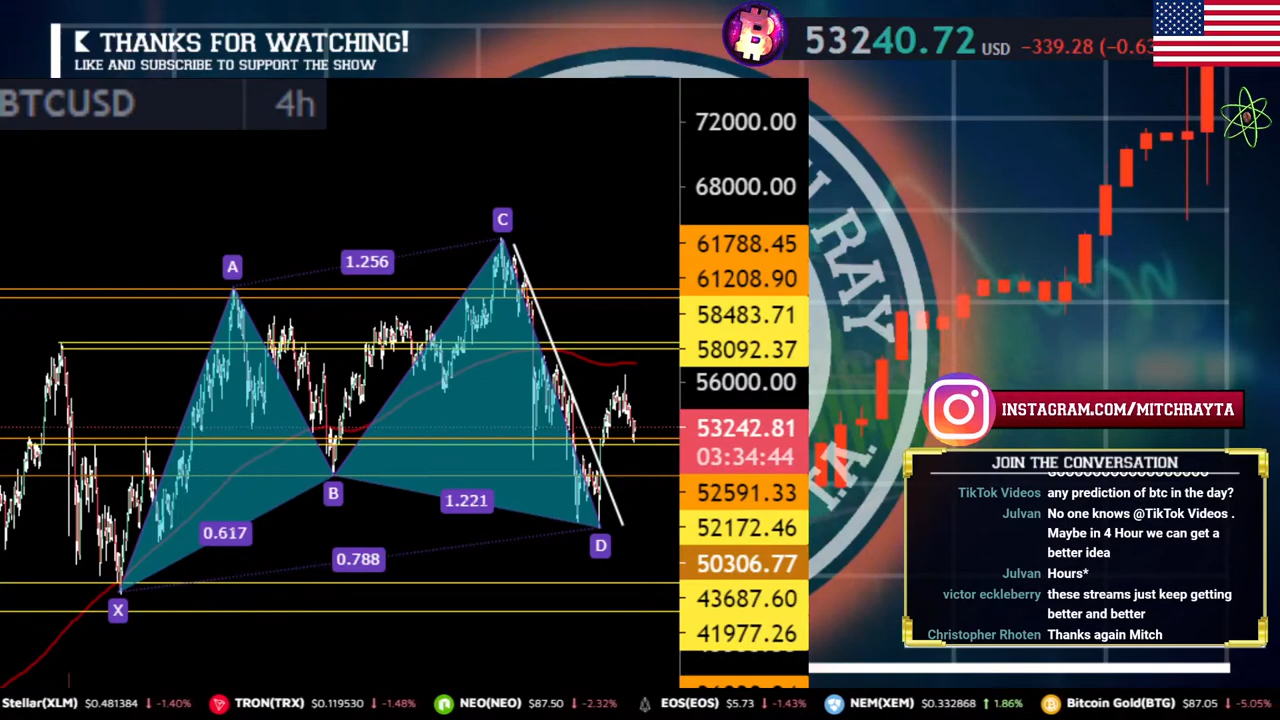 THANKS FOR WATCHING!
LIKE AND SUBSCRIBE TO SUPPORT THE SHOW
53240.72 USD −339.28
BTCUSD 4h
72000.00
68000.00
61788.45
61208.90
58483.71
58092.37
56000.00
53242.81
03:34:44
52591.33
52172.46
50306.77
43687.60
41977.26
C
A
1.256
B
1.221
0.617
D
0.788
X
RAY
T.A.
INSTAGRAM.COM/MITCHRAYTA
JOIN THE CONVERSATION
TikTok Videos any prediction of btc in the day?
Julvan No one knows @TikTok Videos .
Maybe in 4 Hour we can get a
better idea
Julvan Hours*
victor eckleberry these streams just keep getting
better and better
Christopher Rhoten Thanks again Mitch
Stellar(XLM) $0.481384 ↓ -1.40% TRON(TRX) $0.119530 ↓ -1.48% NEO(NEO) $87.50 ↓ -2.32% EOS(EOS) $5.73 ↓ -1.43% NEM(XEM) $0.332868 ↑ 1.86% Bitcoin Gold(BTG) $87.05 ↓ -5.05%